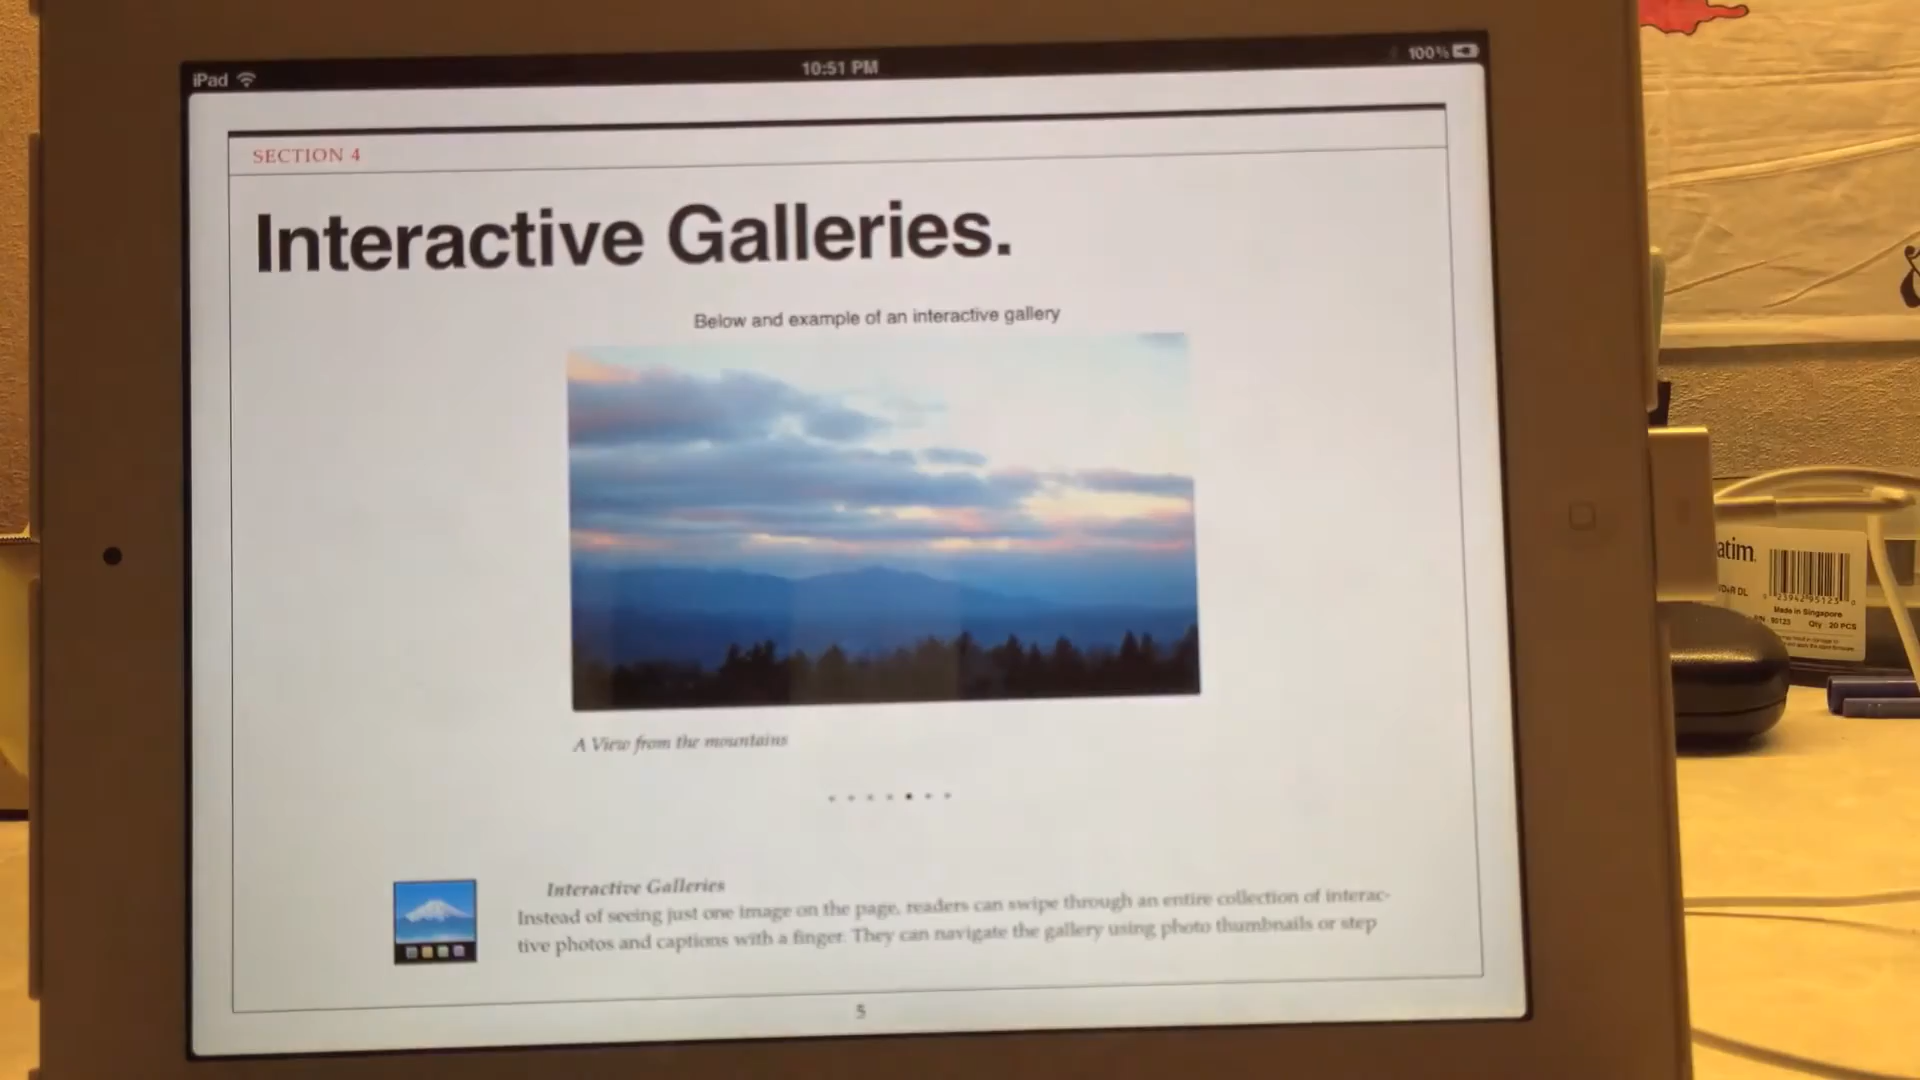 iPad
10:51 PM
100%
SECTION 4
Interactive Galleries.
Below and example of an interactive gallery
A View from the mountains
Interactive Galleries
Instead of seeing just one image on the page, readers can swipe through an entire collection of interac-
tive photos and captions with a finger. They can navigate the gallery using photo thumbnails or step
5
atim.
Made in Singapore
95123
Qty : 20 PCS